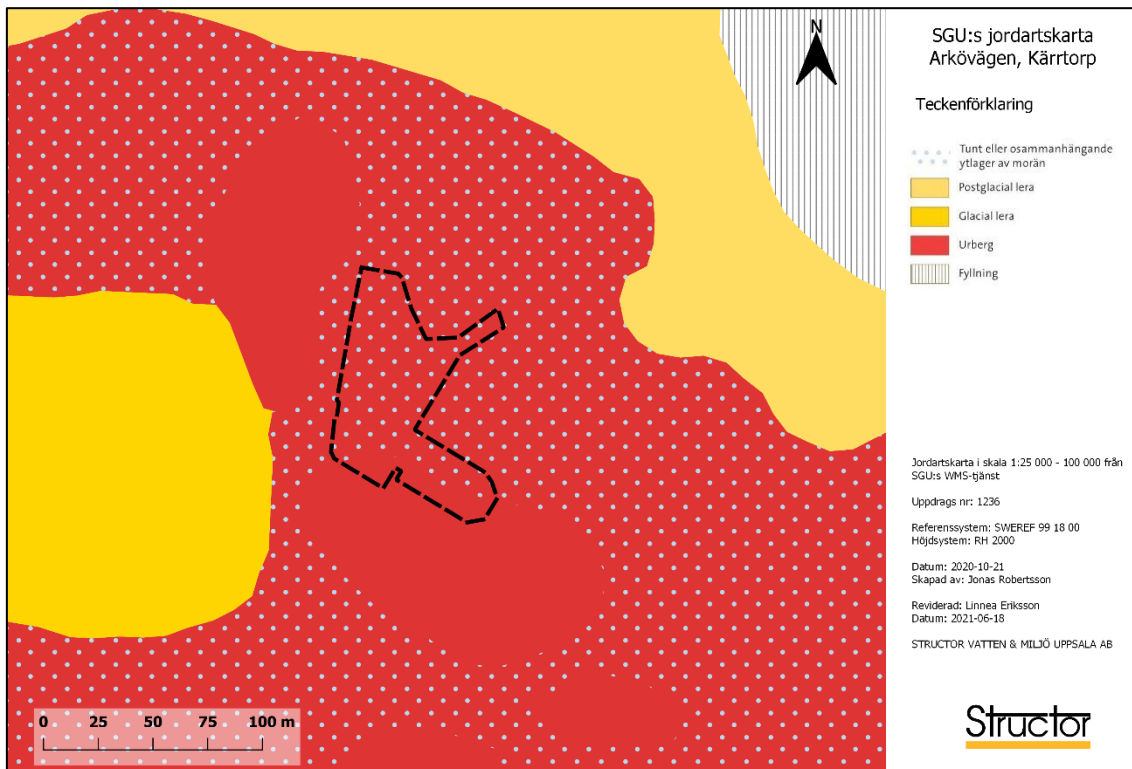 N
0 25 50 75 100 m
SGU:s jordartskarta
Arkövägen, Kärrtorp
Teckenförklaring
Tunt eller osammanhängande
ytlager av morän
Postglacial lera
Glacial lera
Urberg
Fyllning
Jordartskarta i skala 1:25 000 - 100 000 från
SGU:s WMS-tjänst
Uppdrags nr: 1236
Referenssystem: SWEREF 99 18 00
Höjdsystem: RH 2000
Datum: 2020-10-21
Skapad av: Jonas Robertsson
Reviderad: Linnea Eriksson
Datum: 2021-06-18
STRUCTOR VATTEN & MILJÖ UPPSALA AB
Structor